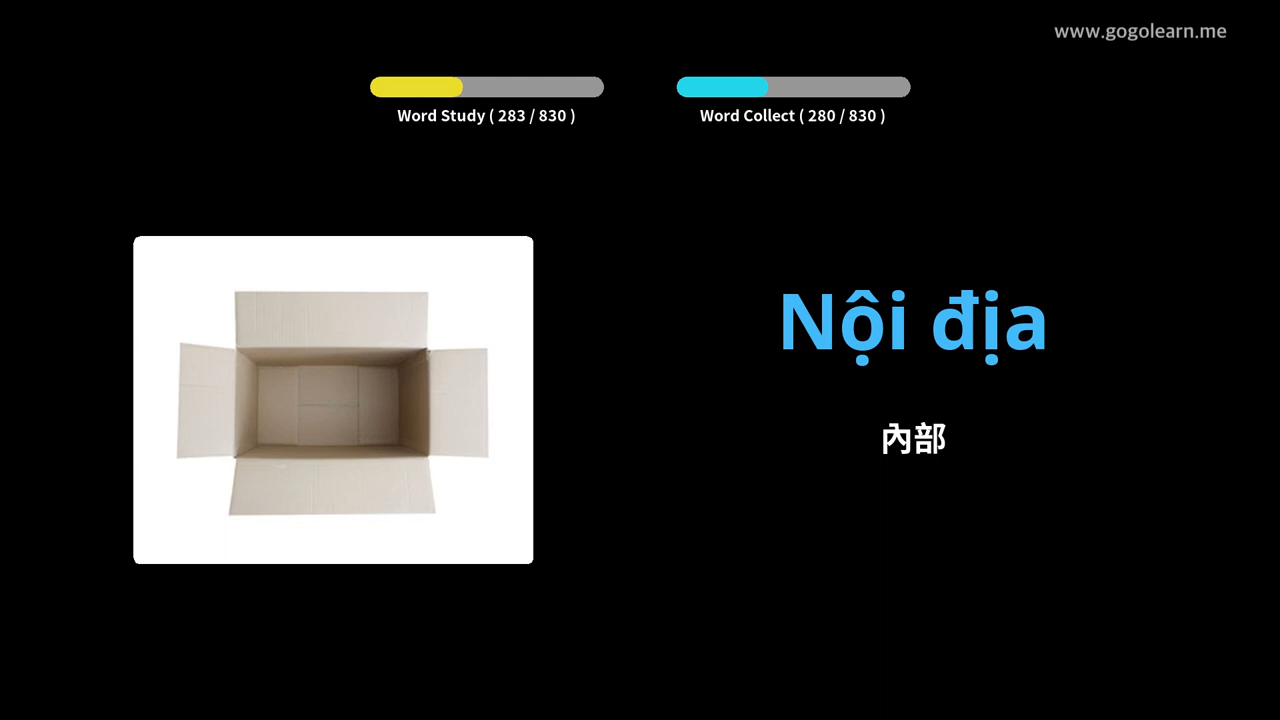 www.gogolearn.me
Word Study ( 283 / 830 )
Word Collect ( 280 / 830 )
Nội địa
內部